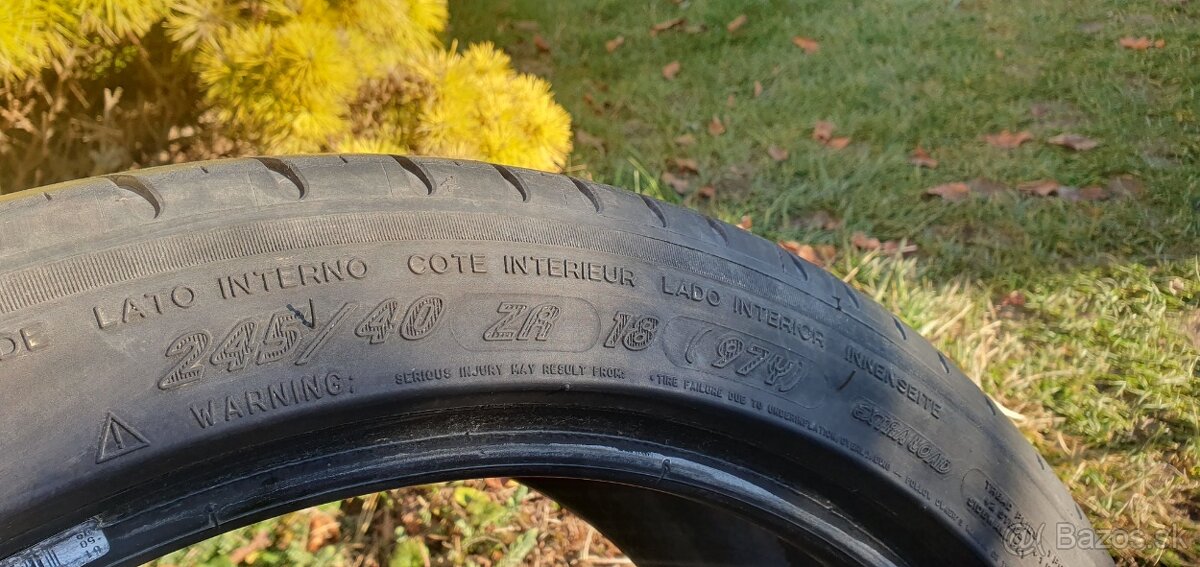 DE LATO INTERNO COTE INTERIEUR LADO INTERIOR INNENSEITE
245/40 ZR 18 (97Y) EXTRA LOAD
WARNING: SERIOUS INJURY MAY RESULT FROM:
• TIRE FAILURE DUE TO UNDERINFLATION
FOLLOW
Bazos.sk